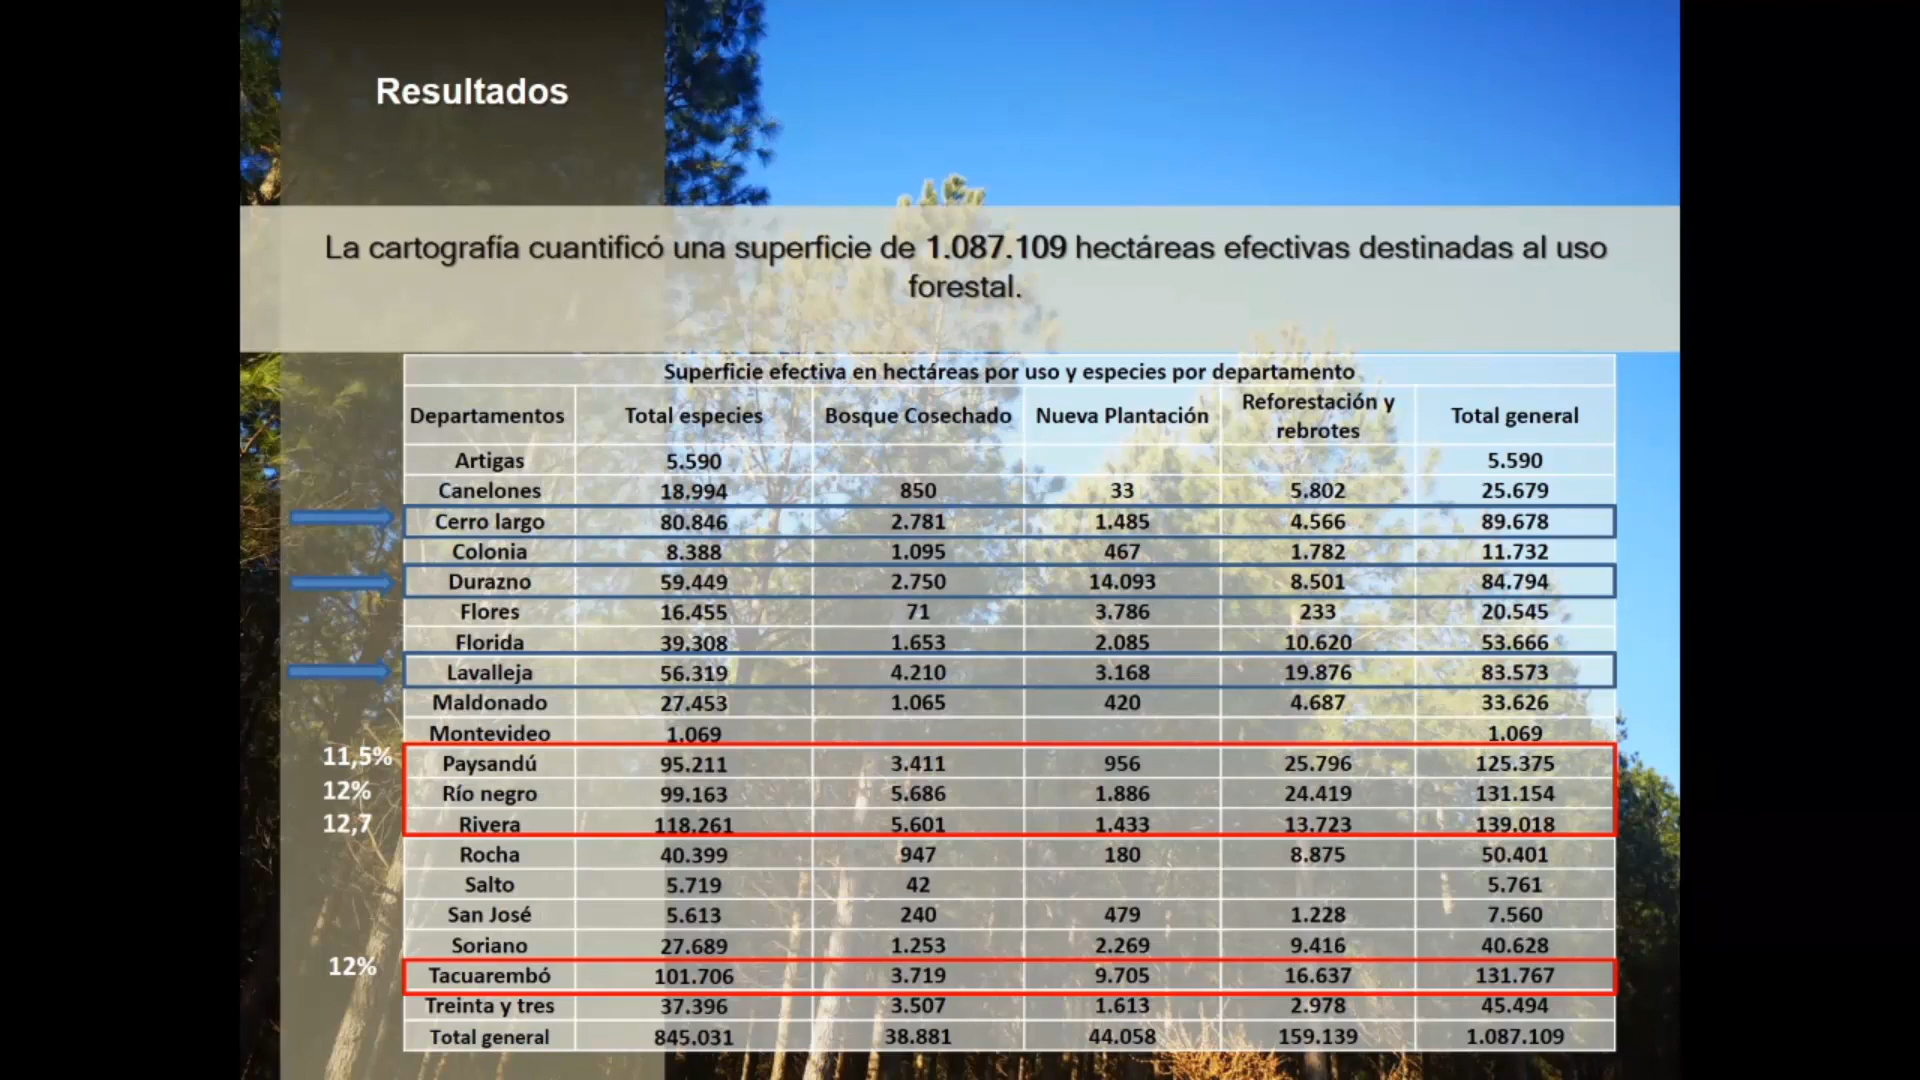 Resultados
La cartografía cuantificó una superficie de 1.087.109 hectáreas efectivas destinadas al uso
forestal.
Superficie efectiva en hectáreas por uso y especies por departamento
Departamentos Total especies Bosque Cosechado Nueva Plantación Reforestación y rebrotes Total general
Artigas 5.590 5.590
Canelones 18.994 850 33 5.802 25.679
Cerro largo 80.846 2.781 1.485 4.566 89.678
Colonia 8.388 1.095 467 1.782 11.732
Durazno 59.449 2.750 14.093 8.501 84.794
Flores 16.455 71 3.786 233 20.545
Florida 39.308 1.653 2.085 10.620 53.666
Lavalleja 56.319 4.210 3.168 19.876 83.573
Maldonado 27.453 1.065 420 4.687 33.626
Montevideo 1.069 1.069
11,5% Paysandú 95.211 3.411 956 25.796 125.375
12% Río negro 99.163 5.686 1.886 24.419 131.154
12,7 Rivera 118.261 5.601 1.433 13.723 139.018
Rocha 40.399 947 180 8.875 50.401
Salto 5.719 42 5.761
San José 5.613 240 479 1.228 7.560
Soriano 27.689 1.253 2.269 9.416 40.628
12% Tacuarembó 101.706 3.719 9.705 16.637 131.767
Treinta y tres 37.396 3.507 1.613 2.978 45.494
Total general 845.031 38.881 44.058 159.139 1.087.109